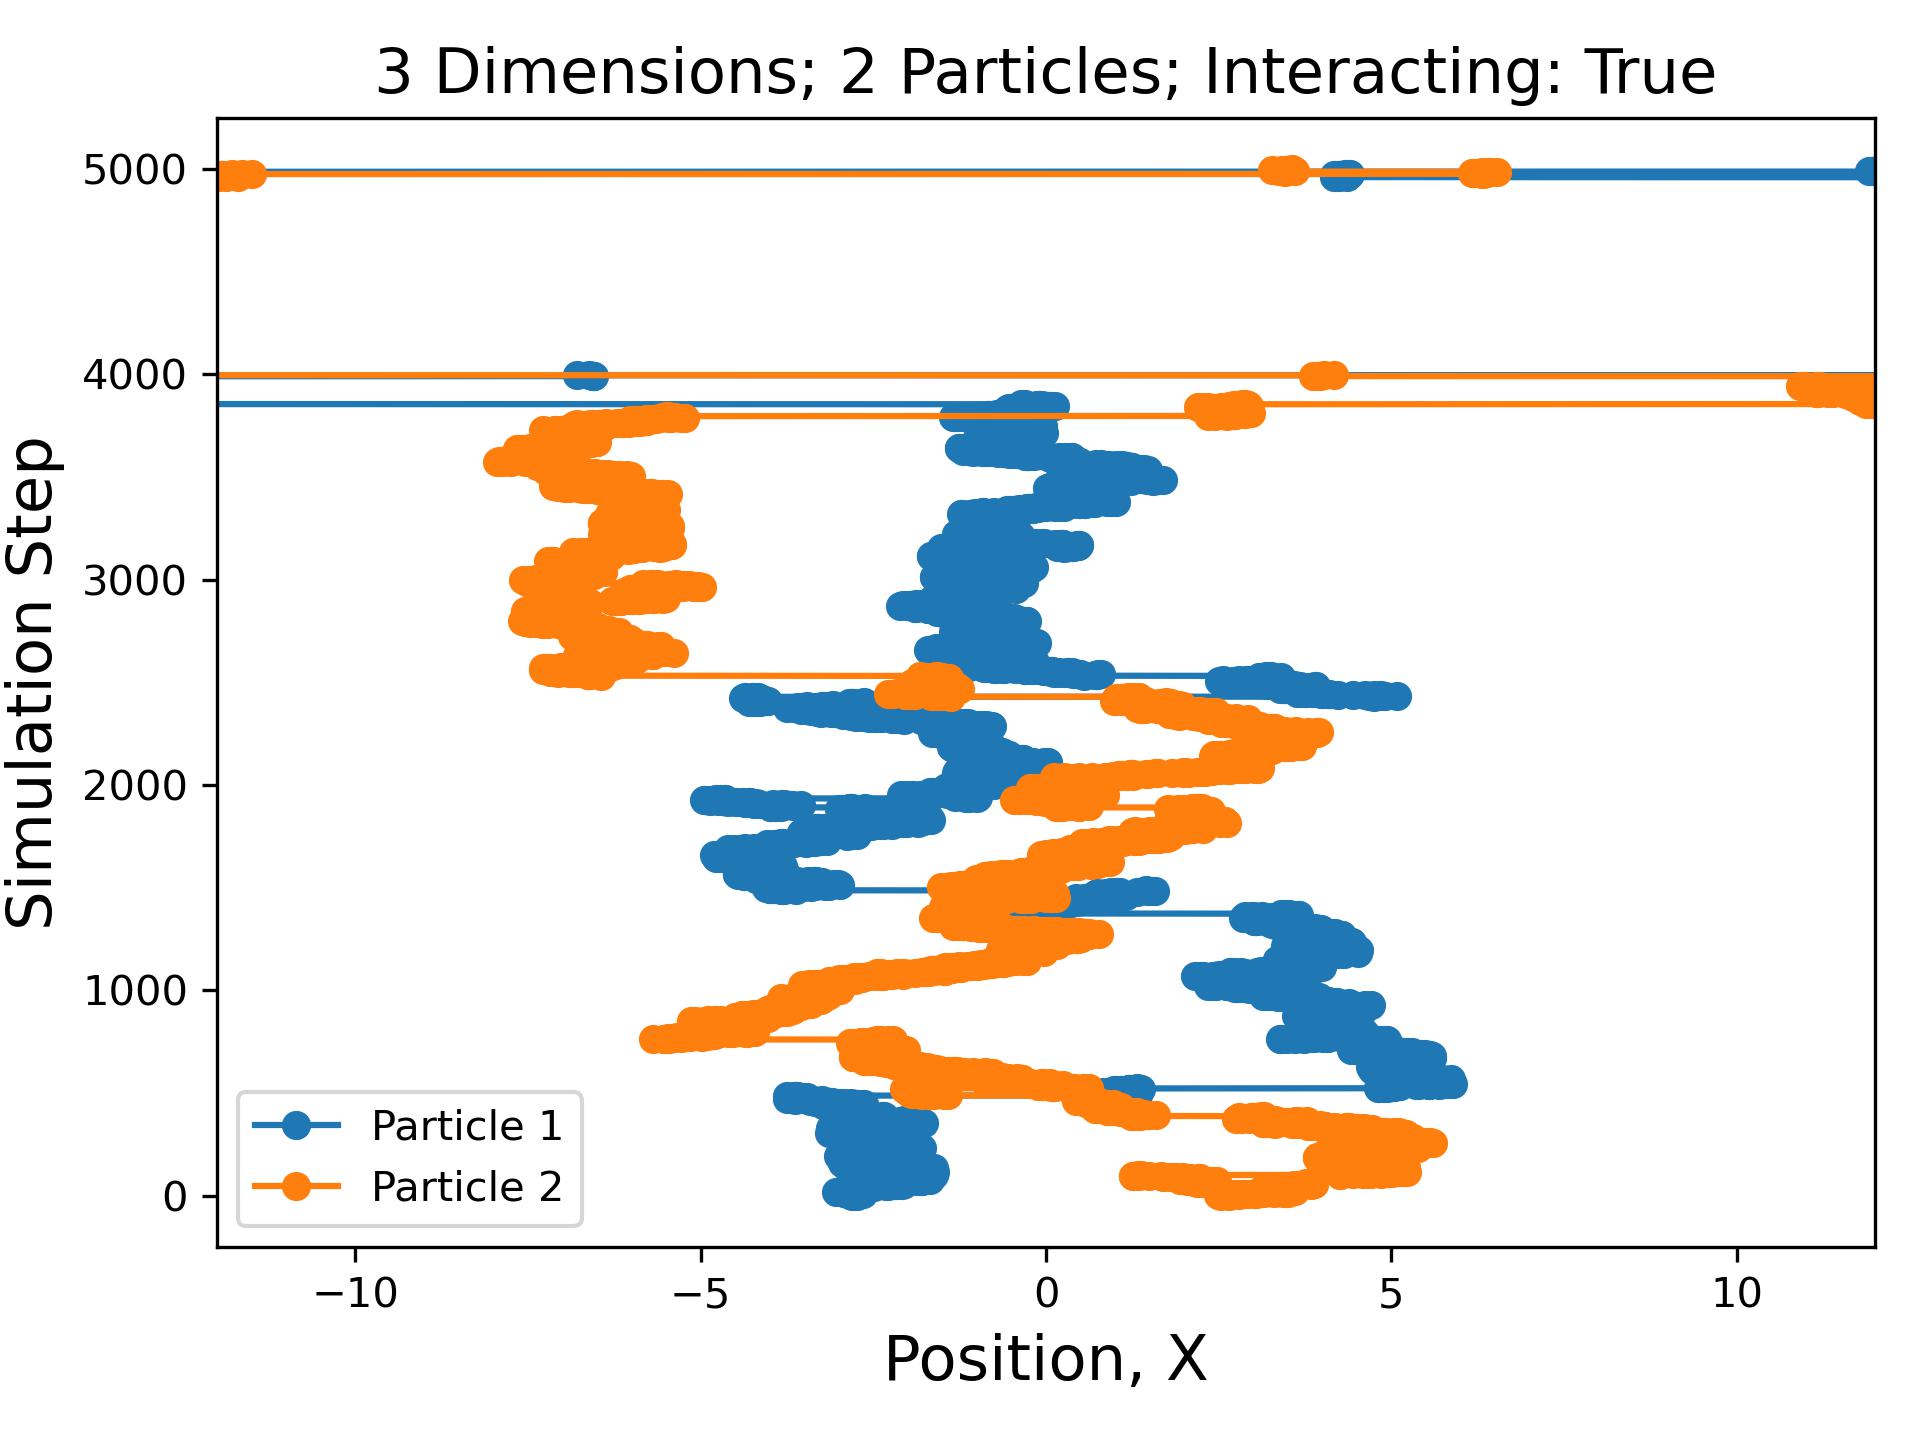 3 Dimensions; 2 Particles; Interacting: True
Simulation Step
5000
4000
3000
2000
1000
0
Particle 1
Particle 2
−10
−5
0
5
10
Position, X